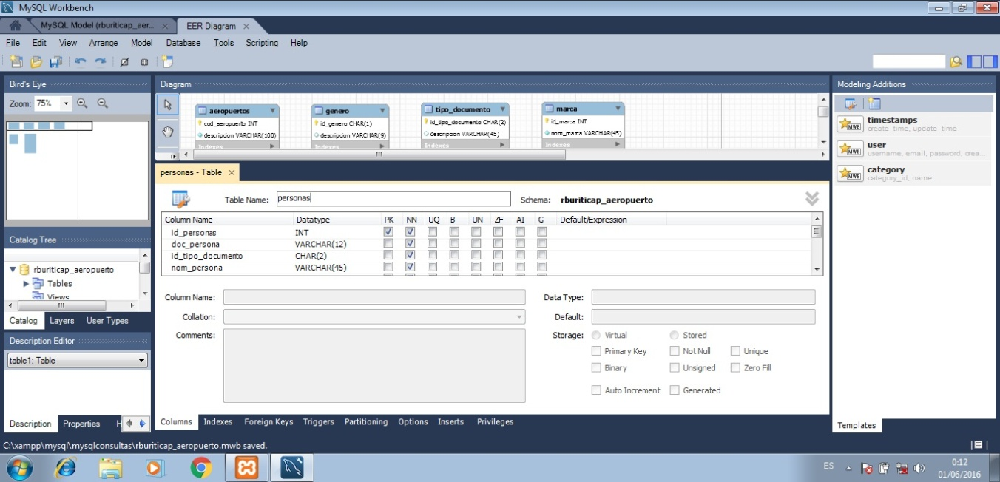 MySQL Workbench
MySQL Model (rburiticap_aer...
EER Diagram
File Edit View Arrange Model Database Tools Scripting Help
Bird's Eye
Zoom: 75%
Diagram
aeropuertos
cod_aeropuerto INT
descripcion VARCHAR(100)
Indexes
genero
id_genero CHAR(1)
descripcion VARCHAR(9)
Indexes
tipo_documento
id_tipo_documento CHAR(2)
descripcion VARCHAR(45)
Indexes
marca
id_marca INT
nom_marca VARCHAR(45)
Indexes
Modeling Additions
timestamps
create_time, update_time
user
username, email, password, crea...
category
category_id, name
Templates
personas - Table
Table Name: personas Schema: rburiticap_aeropuerto
Column Name Datatype PK NN UQ B UN ZF AI G Default/Expression
id_personas INT
doc_persona VARCHAR(12)
id_tipo_documento CHAR(2)
nom_persona VARCHAR(45)
Column Name: Data Type:
Collation: Default:
Comments: Storage: Virtual Stored
Primary Key Not Null Unique
Binary Unsigned Zero Fill
Auto Increment Generated
Columns Indexes Foreign Keys Triggers Partitioning Options Inserts Privileges
Catalog Tree
rburiticap_aeropuerto
Tables
Views
Catalog Layers User Types
Description Editor
table1: Table
Description Properties H
C:\xampp\mysql\mysqlconsultas\rburiticap_aeropuerto.mwb saved.
ES
0:12
01/06/2016